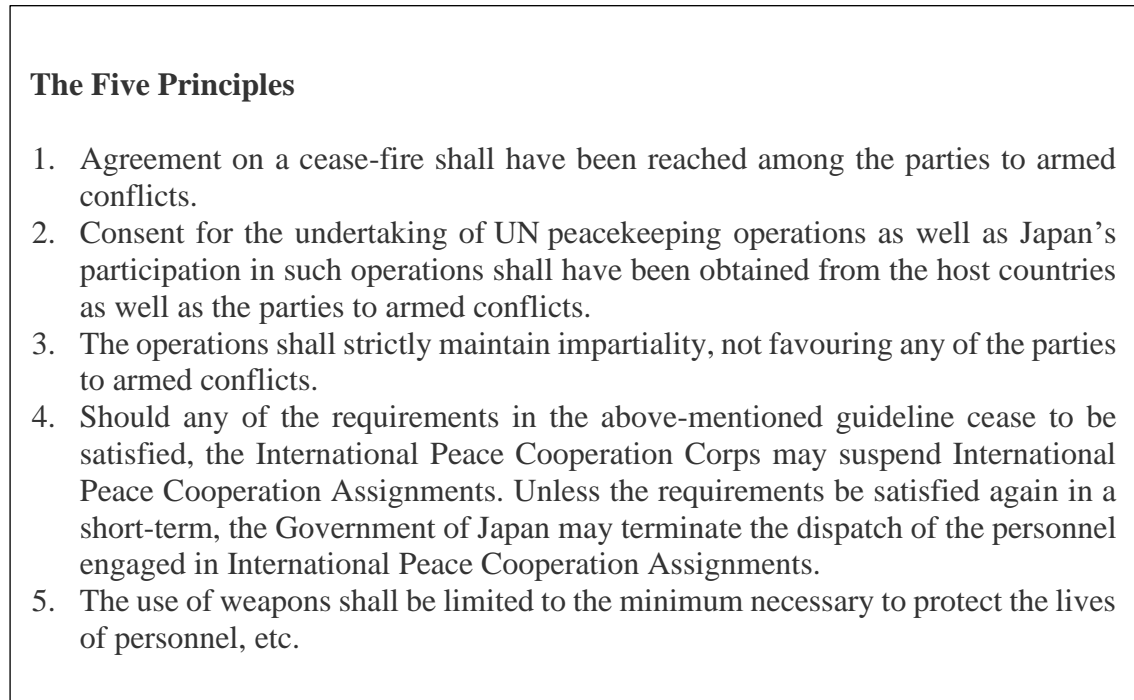 The Five Principles
1. Agreement on a cease-fire shall have been reached among the parties to armed
conflicts.
2. Consent for the undertaking of UN peacekeeping operations as well as Japan’s
participation in such operations shall have been obtained from the host countries
as well as the parties to armed conflicts.
3. The operations shall strictly maintain impartiality, not favouring any of the parties
to armed conflicts.
4. Should any of the requirements in the above-mentioned guideline cease to be
satisfied, the International Peace Cooperation Corps may suspend International
Peace Cooperation Assignments. Unless the requirements be satisfied again in a
short-term, the Government of Japan may terminate the dispatch of the personnel
engaged in International Peace Cooperation Assignments.
5. The use of weapons shall be limited to the minimum necessary to protect the lives
of personnel, etc.